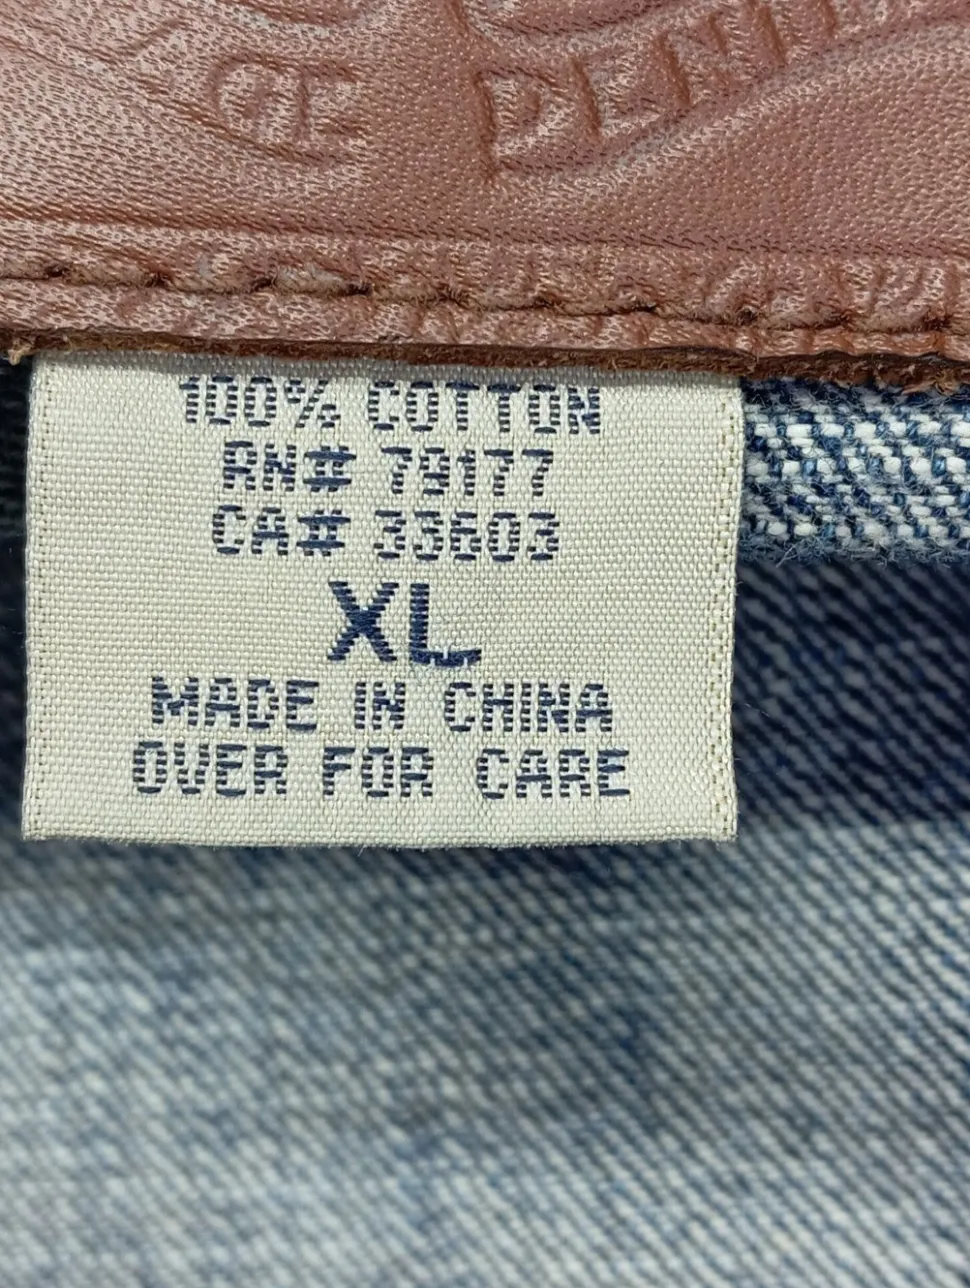 100% COTTON
RN# 79177
CA# 33603
XL
MADE IN CHINA
OVER FOR CARE